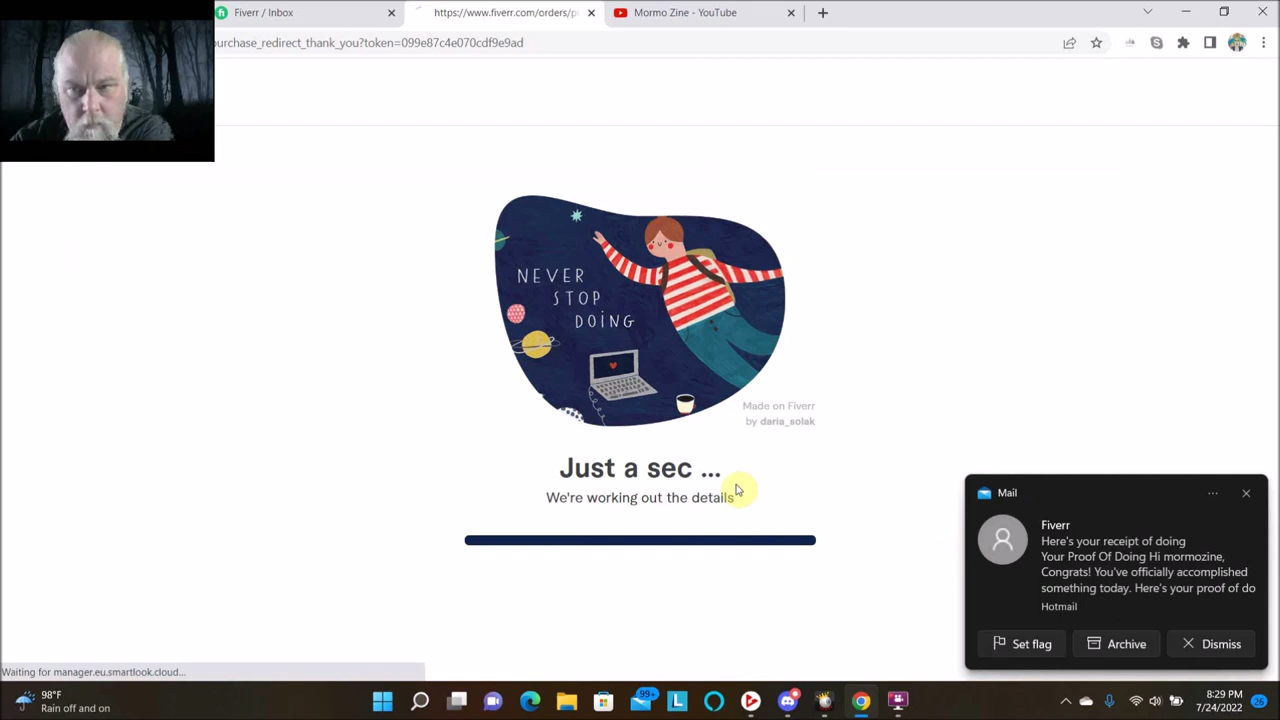 Fiverr / Inbox
https://www.fiverr.com/orders/p
Mormo Zine - YouTube
purchase_redirect_thank_you?token=099e87c4e070cdf9e9ad
NEVER
STOP
DOING
Made on Fiverr
by daria_solak
Just a sec ...
We're working out the details
Mail
Fiverr
Here's your receipt of doing
Your Proof Of Doing Hi mormozine,
Congrats! You've officially accomplished
something today. Here's your proof of do
Hotmail
Set flag
Archive
Dismiss
Waiting for manager.eu.smartlook.cloud...
98°F
Rain off and on
99+
L
8:29 PM
7/24/2022
26